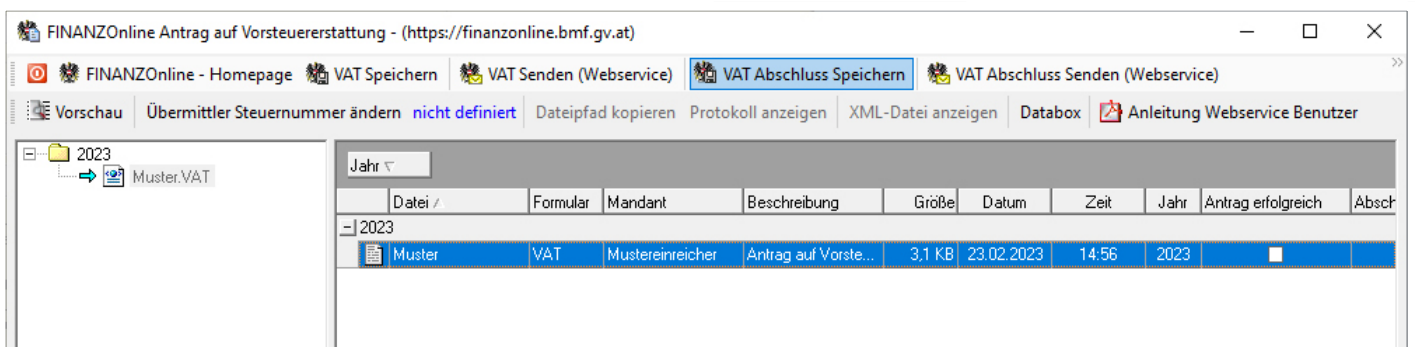 FINANZOnline Antrag auf Vorsteuererstattung - (https://finanzonline.bmf.gv.at)
FINANZOnline - Homepage VAT Speichern VAT Senden (Webservice) VAT Abschluss Speichern VAT Abschluss Senden (Webservice)
Vorschau Übermittler Steuernummer ändern nicht definiert Dateipfad kopieren Protokoll anzeigen XML-Datei anzeigen Databox Anleitung Webservice Benutzer
2023
Muster.VAT
Jahr
Datei Formular Mandant Beschreibung Größe Datum Zeit Jahr Antrag erfolgreich Absch
2023
Muster VAT Mustereinreicher Antrag auf Vorste... 3,1 KB 23.02.2023 14:56 2023